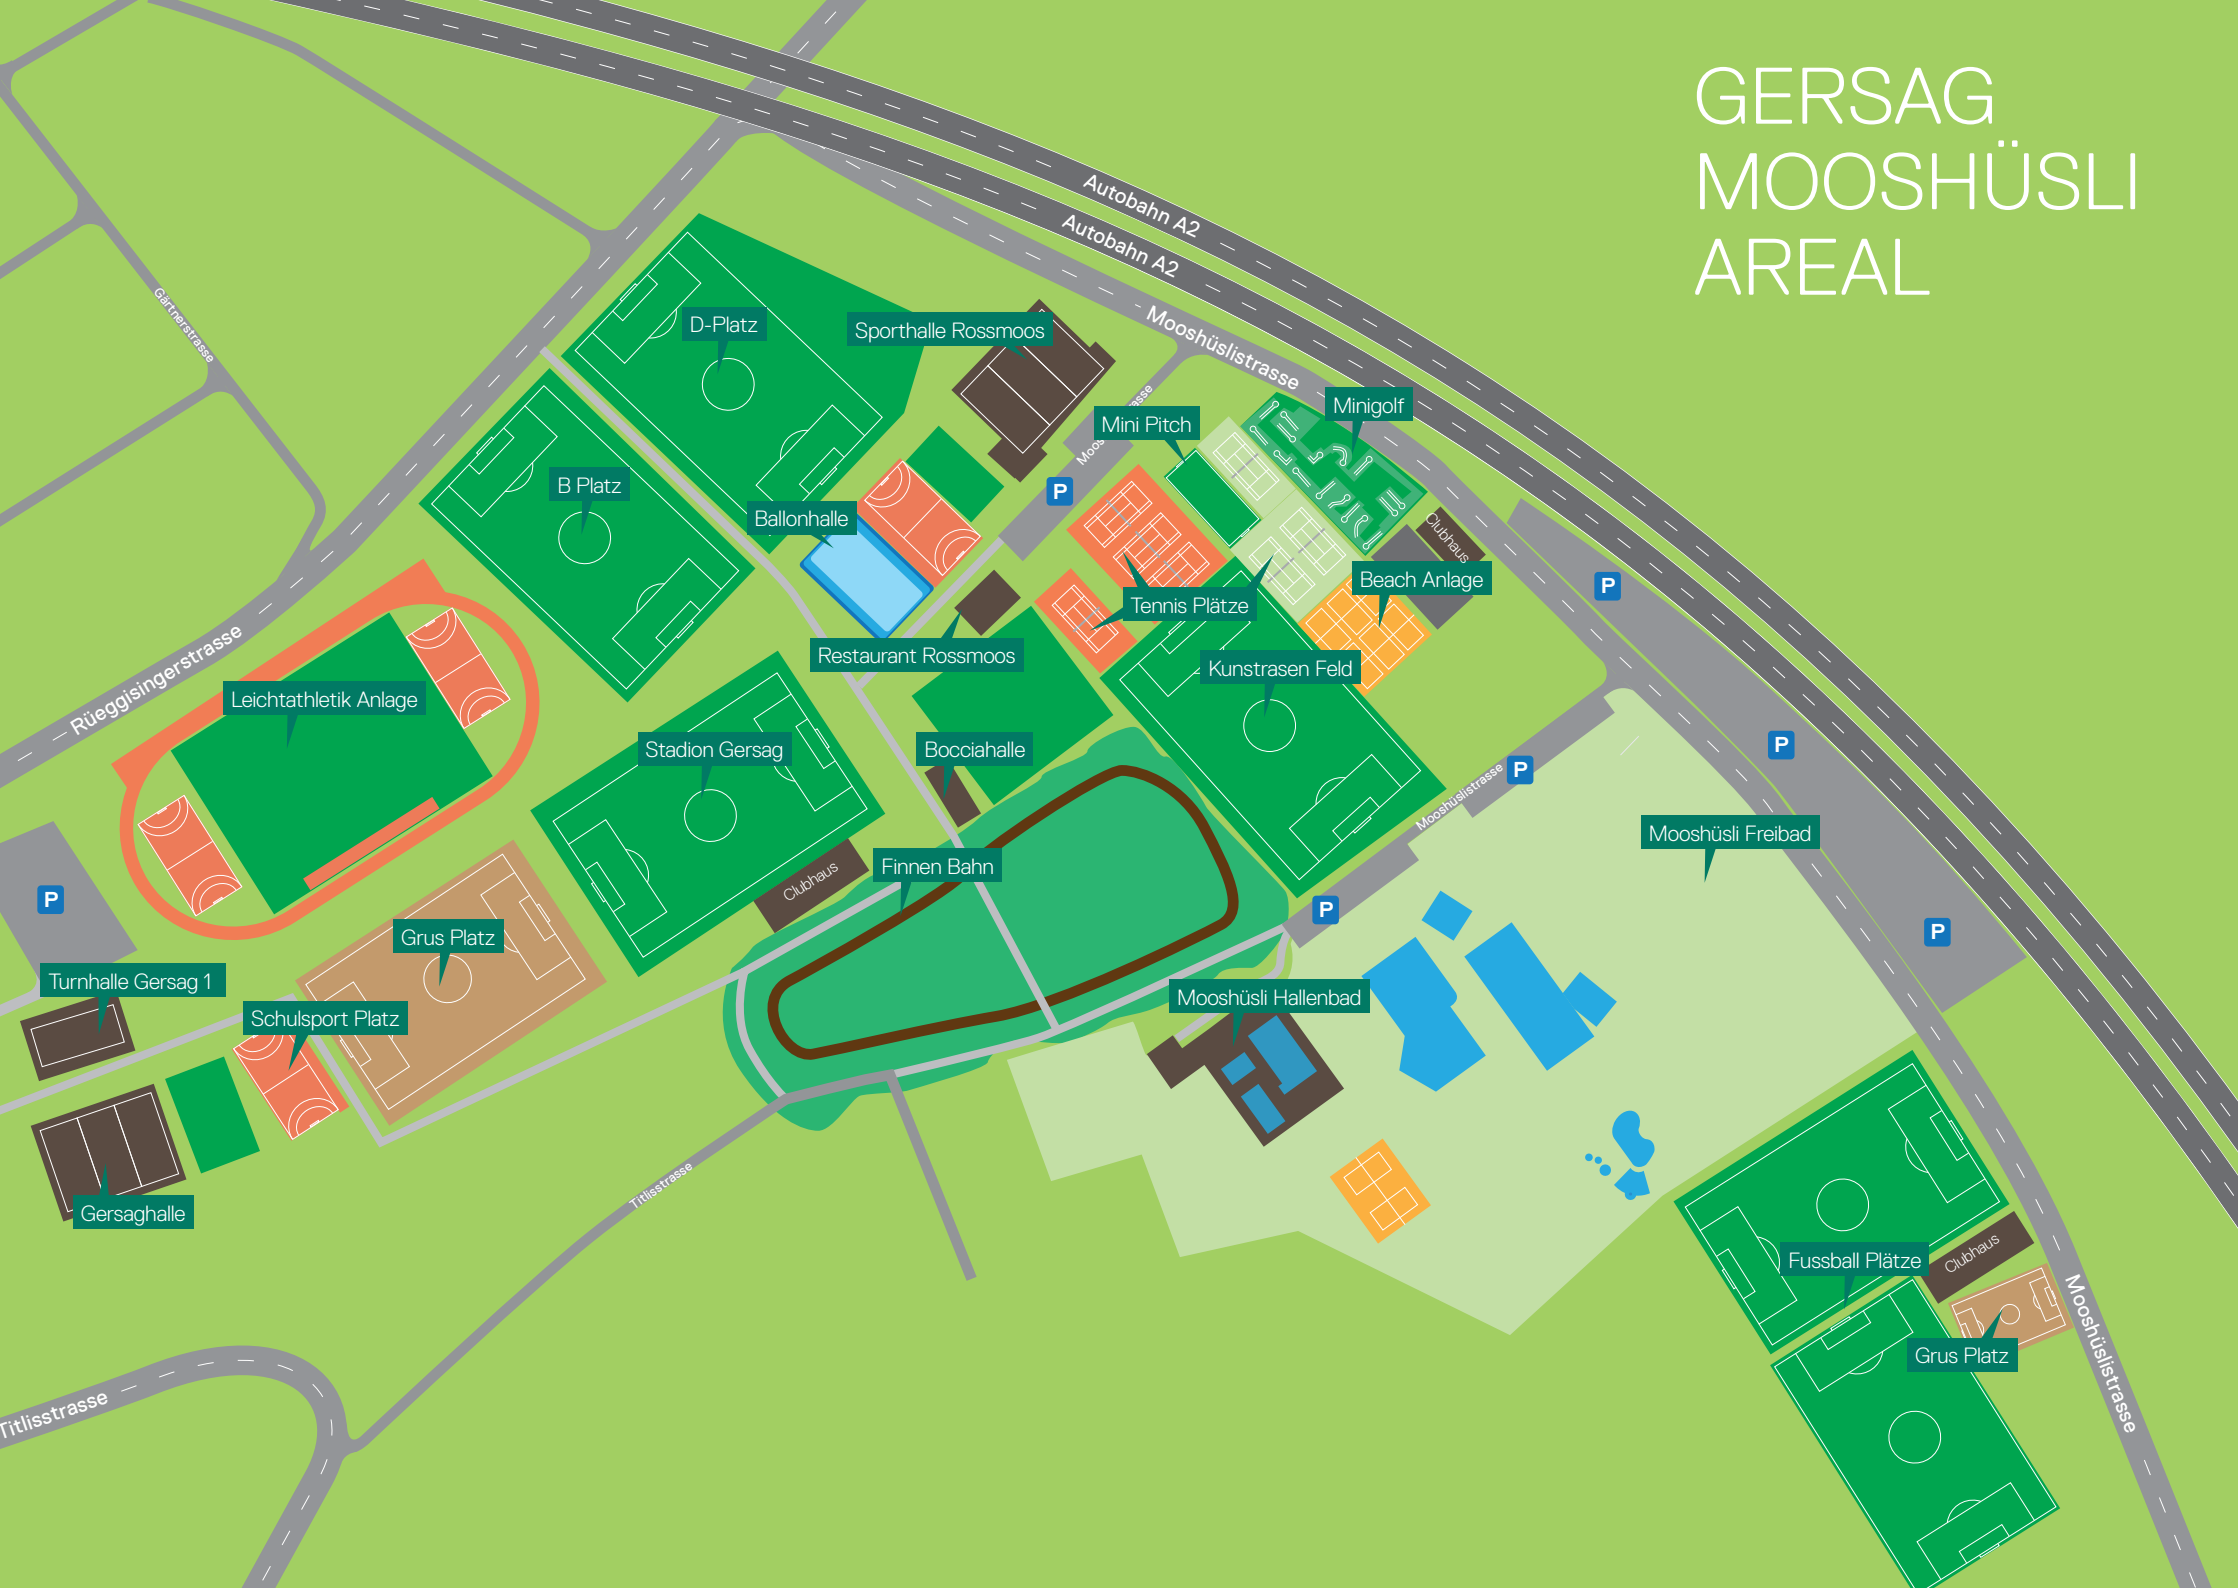 GERSAG
MOOSHÜSLI
AREAL
Autobahn A2
Autobahn A2
Mooshüslistrasse
Gärtnerstrasse
D-Platz
Sporthalle Rossmoos
Minigolf
Mini Pitch
B Platz
P
Ballonhalle
Clubhaus
Beach Anlage
P
Tennis Plätze
Restaurant Rossmoos
Kunstrasen Feld
Rüeggisingerstrasse
Leichtathletik Anlage
Stadion Gersag
Bocciahalle
P
P
Mooshüslistrasse
Mooshüsli Freibad
Finnen Bahn
Clubhaus
P
P
P
Grus Platz
Turnhalle Gersag 1
Mooshüsli Hallenbad
Schulsport Platz
Titlisstrasse
Gersaghalle
Clubhaus
Fussball Plätze
Grus Platz
Mooshüslistrasse
Titlisstrasse